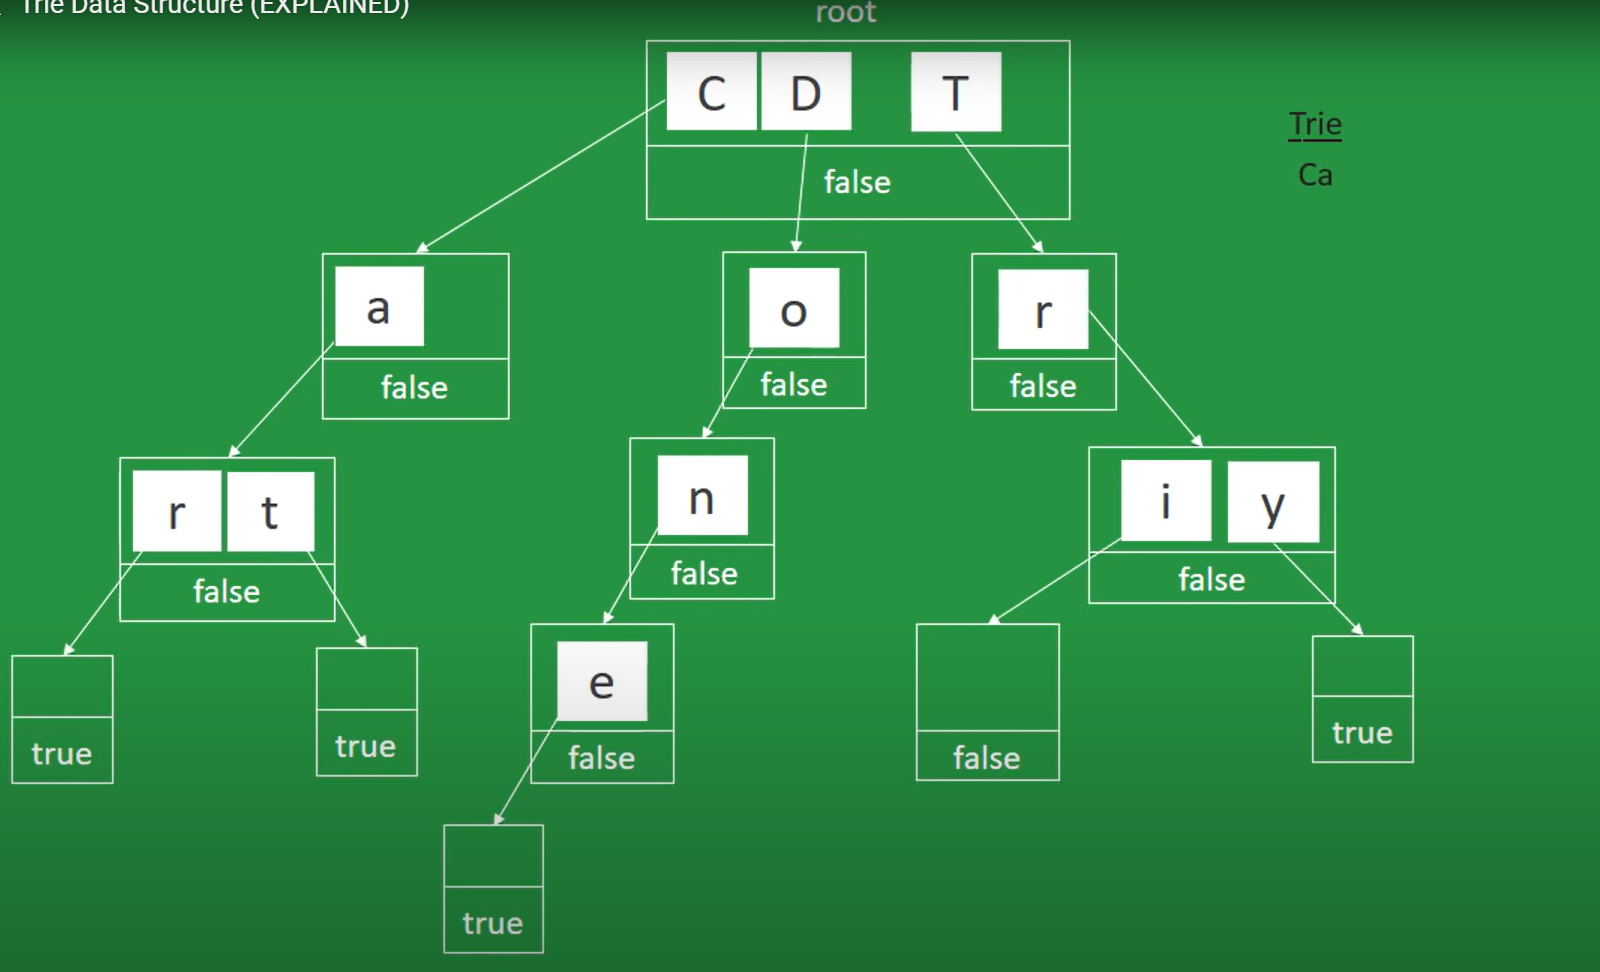 Trie Data Structure (EXPLAINED)
root
C D T
Trie
Ca
false
a
o
r
false
false
false
r t
n
i y
false
false
false
e
true
true
false
false
true
true